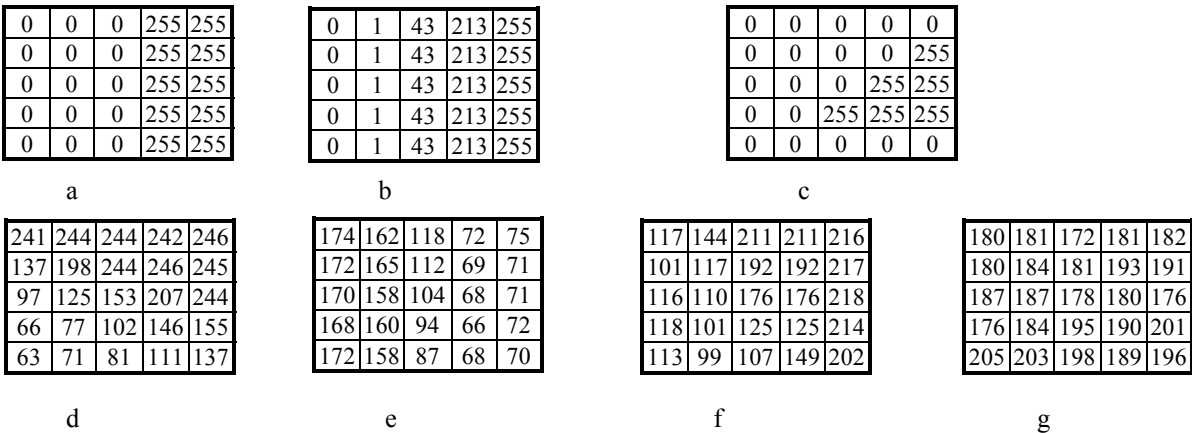 0 0 0 255 255
0 0 0 255 255
0 0 0 255 255
0 0 0 255 255
0 0 0 255 255
a
0 1 43 213 255
0 1 43 213 255
0 1 43 213 255
0 1 43 213 255
0 1 43 213 255
b
0 0 0 0 0
0 0 0 0 255
0 0 0 255 255
0 0 255 255 255
0 0 0 0 0
c
241 244 244 242 246
137 198 244 246 245
97 125 153 207 244
66 77 102 146 155
63 71 81 111 137
d
174 162 118 72 75
172 165 112 69 71
170 158 104 68 71
168 160 94 66 72
172 158 87 68 70
e
117 144 211 211 216
101 117 192 192 217
116 110 176 176 218
118 101 125 125 214
113 99 107 149 202
f
180 181 172 181 182
180 184 181 193 191
187 187 178 180 176
176 184 195 190 201
205 203 198 189 196
g